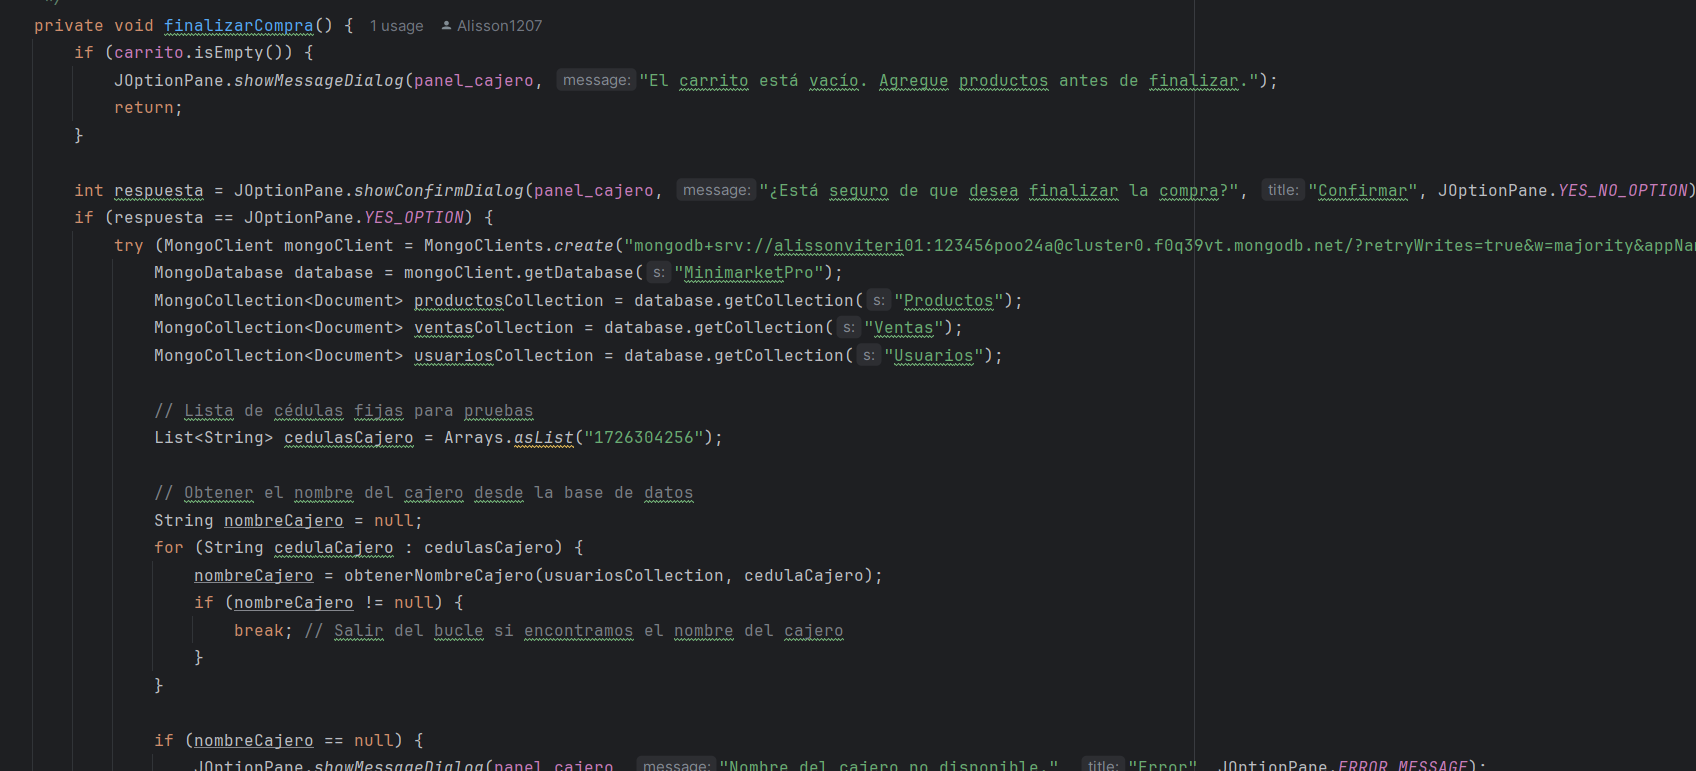 */
private void finalizarCompra() { 1 usage Alisson1207
if (carrito.isEmpty()) {
JOptionPane.showMessageDialog(panel_cajero, message: "El carrito está vacío. Agregue productos antes de finalizar.");
return;
}
int respuesta = JOptionPane.showConfirmDialog(panel_cajero, message: "¿Está seguro de que desea finalizar la compra?", title: "Confirmar", JOptionPane.YES_NO_OPTION)
if (respuesta == JOptionPane.YES_OPTION) {
try (MongoClient mongoClient = MongoClients.create("mongodb+srv://alissonviteri01:123456poo24a@cluster0.f0q39vt.mongodb.net/?retryWrites=true&w=majority&appNa
MongoDatabase database = mongoClient.getDatabase( s: "MinimarketPro");
MongoCollection<Document> productosCollection = database.getCollection( s: "Productos");
MongoCollection<Document> ventasCollection = database.getCollection( s: "Ventas");
MongoCollection<Document> usuariosCollection = database.getCollection( s: "Usuarios");
// Lista de cédulas fijas para pruebas
List<String> cedulasCajero = Arrays.asList("1726304256");
// Obtener el nombre del cajero desde la base de datos
String nombreCajero = null;
for (String cedulaCajero : cedulasCajero) {
nombreCajero = obtenerNombreCajero(usuariosCollection, cedulaCajero);
if (nombreCajero != null) {
break; // Salir del bucle si encontramos el nombre del cajero
}
}
if (nombreCajero == null) {
JOptionPane.showMessageDialog(panel_cajero, message: "Nombre del cajero no disponible.", title: "Error", JOptionPane.ERROR_MESSAGE);